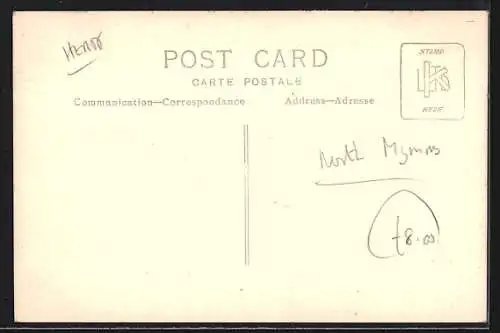 HERTS
POST CARD
CARTE POSTALE
Communication—Correspondance
Address—Adresse
STAMP
HERE
North Mymms
£8.00